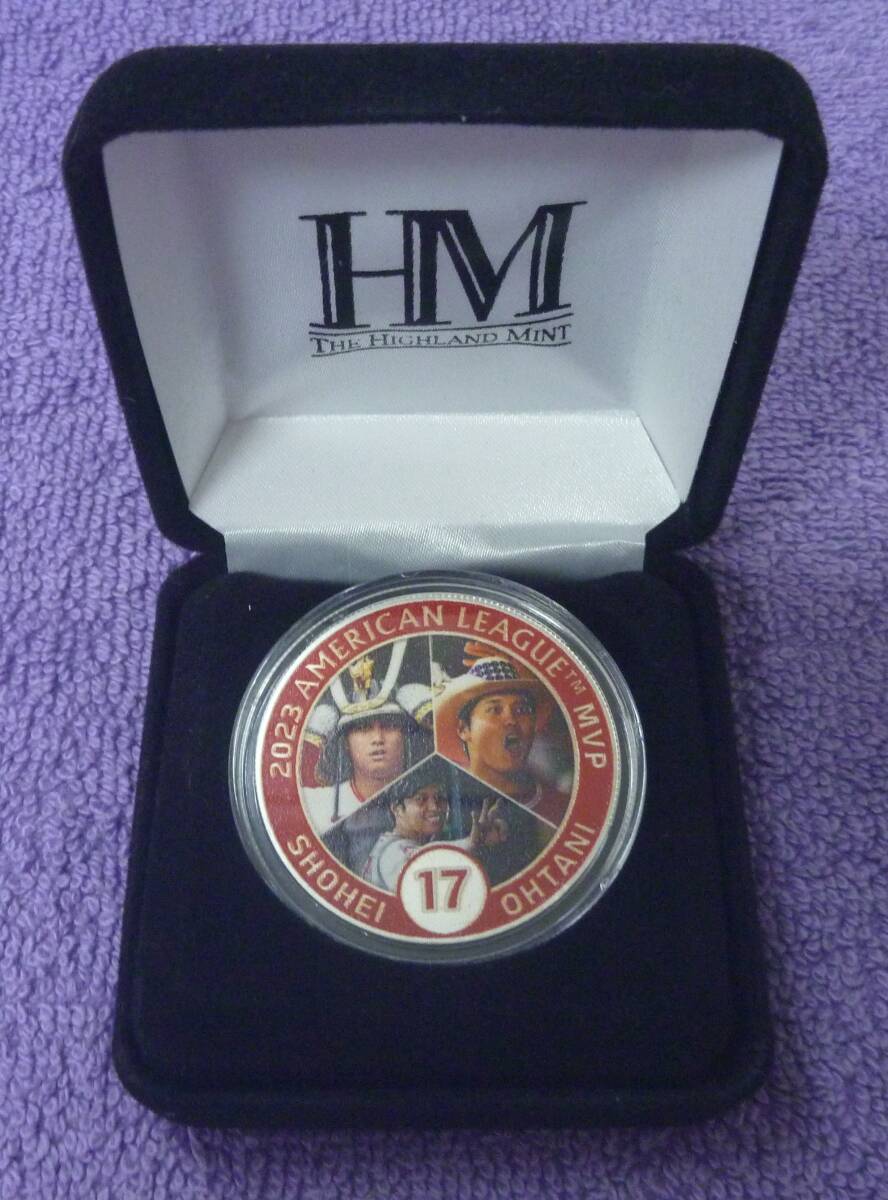 HM
THE HIGHLAND MINT
2023 AMERICAN LEAGUE™ MVP
SHOHEI
17
OHTANI